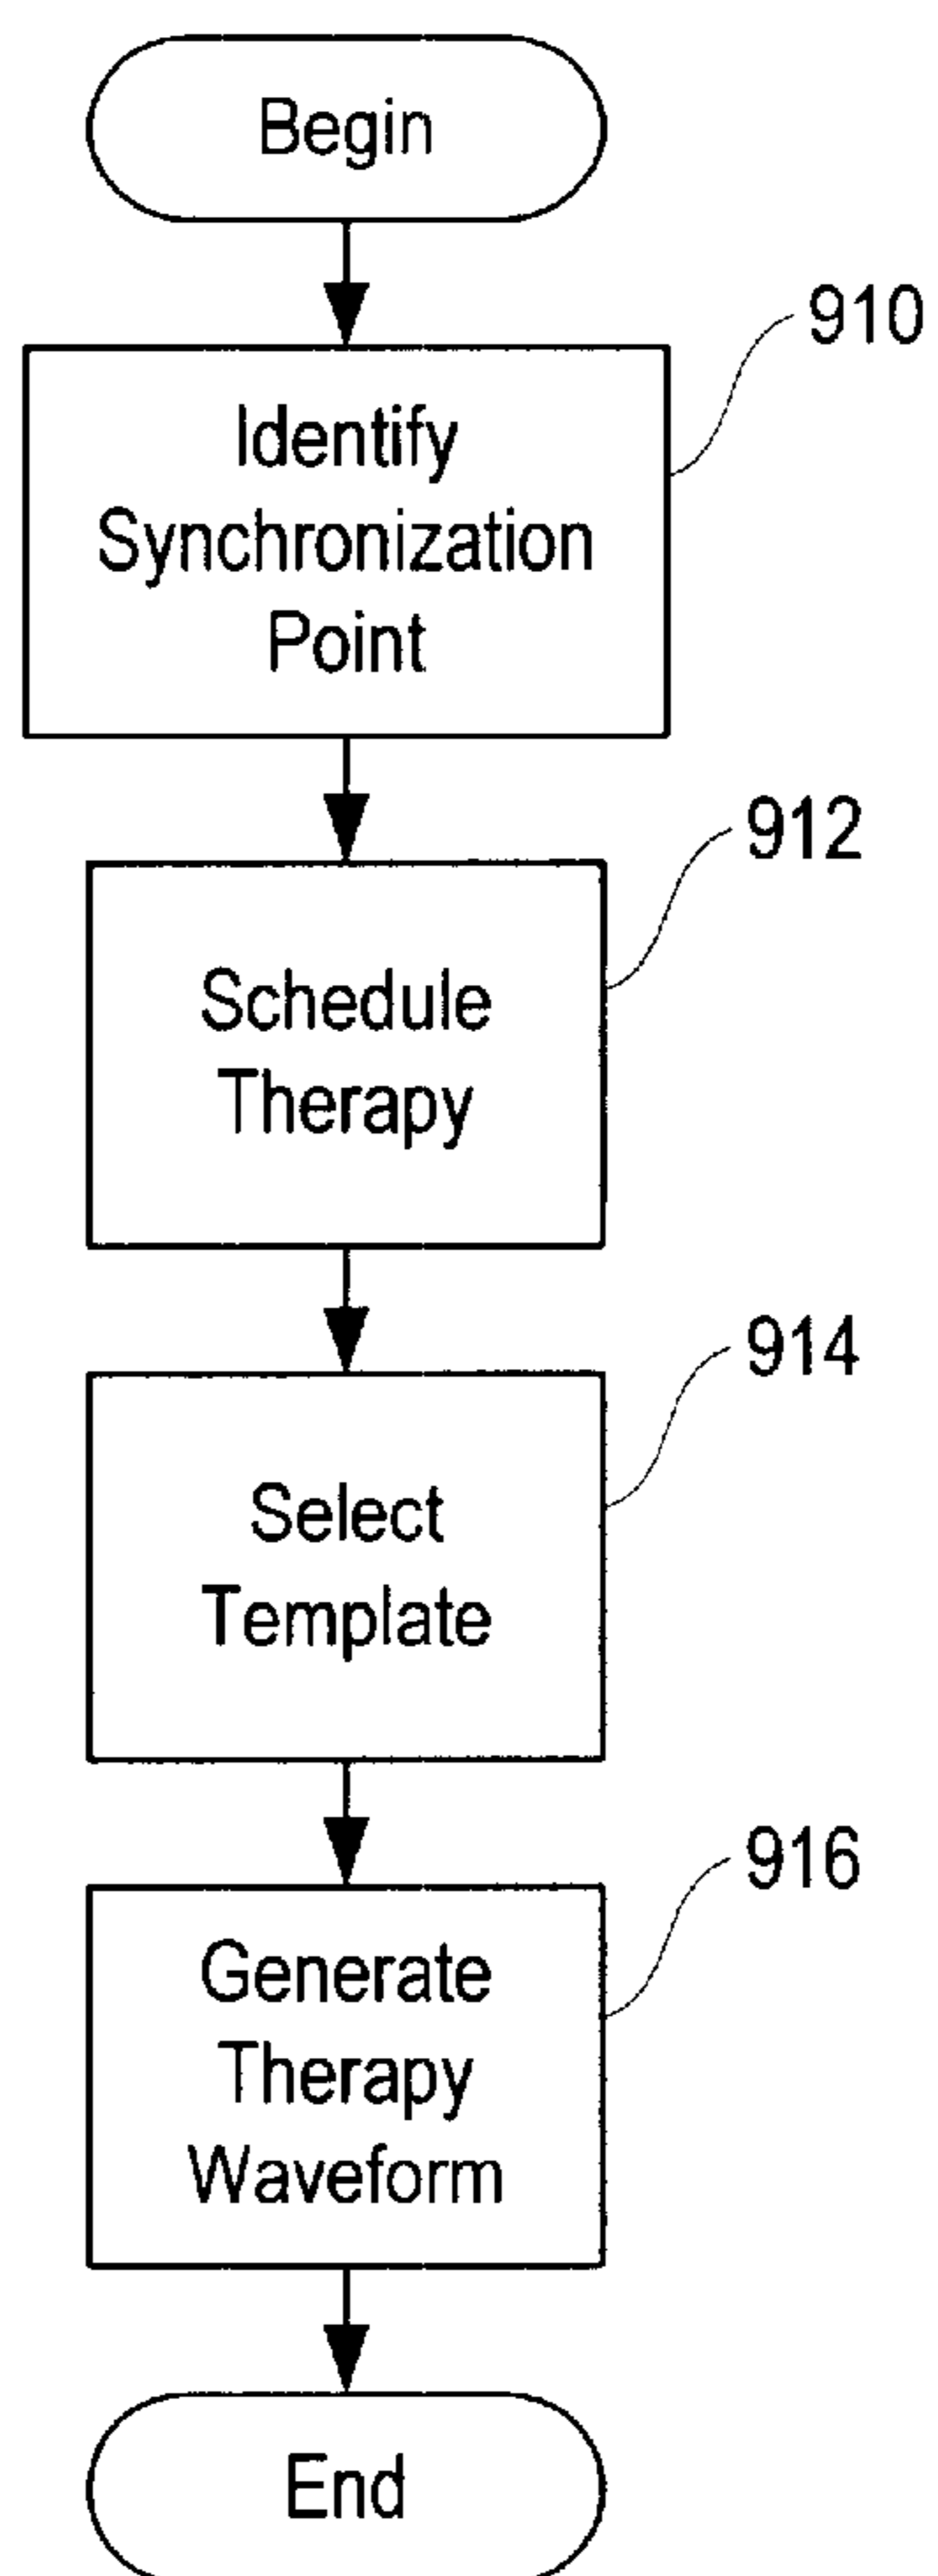 Begin
910
Identify
Synchronization
Point
912
Schedule
Therapy
914
Select
Template
916
Generate
Therapy
Waveform
End